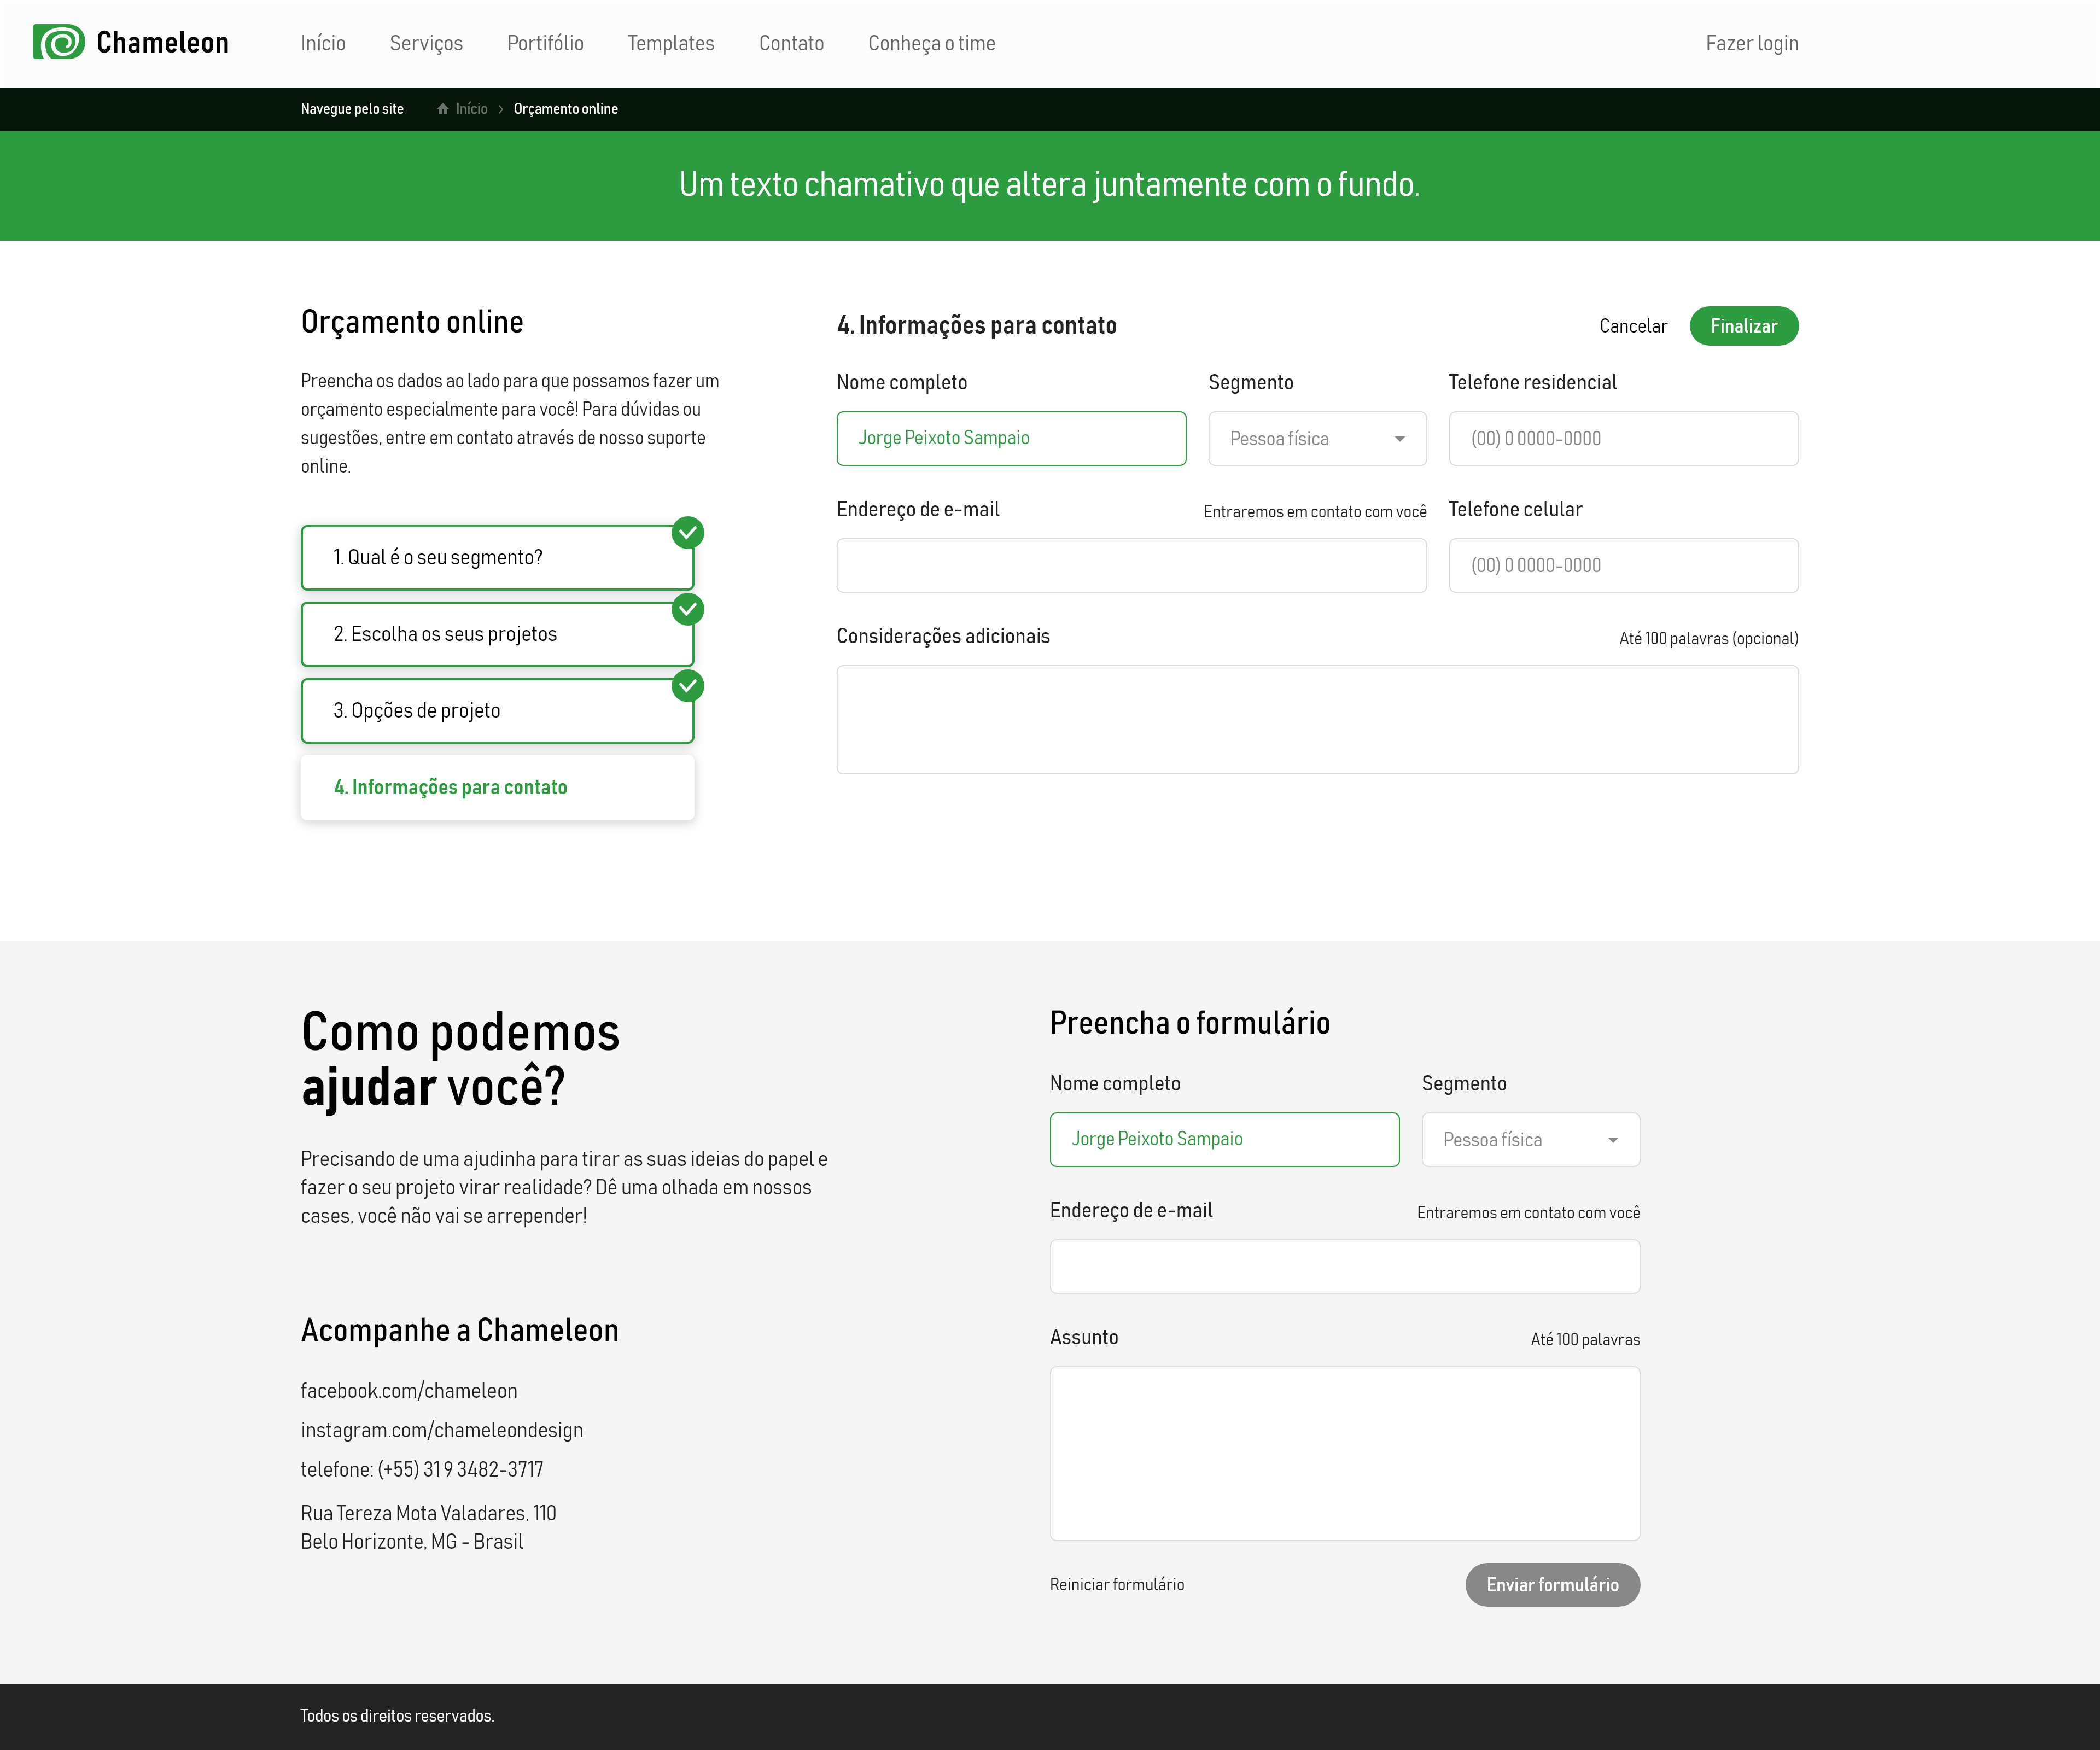 Chameleon
Início Serviços Portifólio Templates Contato Conheça o time Fazer login
Navegue pelo site Início Orçamento online
Um texto chamativo que altera juntamente com o fundo.
Orçamento online
Preencha os dados ao lado para que possamos fazer um
orçamento especialmente para você! Para dúvidas ou
sugestões, entre em contato através de nosso suporte
online.
1. Qual é o seu segmento?
2. Escolha os seus projetos
3. Opções de projeto
4. Informações para contato
4. Informações para contato
Cancelar Finalizar
Nome completo Segmento Telefone residencial
Jorge Peixoto Sampaio Pessoa física (00) 0 0000-0000
Endereço de e-mail Entraremos em contato com você Telefone celular
(00) 0 0000-0000
Considerações adicionais Até 100 palavras (opcional)
Como podemos
ajudar você?
Precisando de uma ajudinha para tirar as suas ideias do papel e
fazer o seu projeto virar realidade? Dê uma olhada em nossos
cases, você não vai se arrepender!
Acompanhe a Chameleon
facebook.com/chameleon
instagram.com/chameleondesign
telefone: (+55) 31 9 3482-3717
Rua Tereza Mota Valadares, 110
Belo Horizonte, MG - Brasil
Preencha o formulário
Nome completo Segmento
Jorge Peixoto Sampaio Pessoa física
Endereço de e-mail Entraremos em contato com você
Assunto Até 100 palavras
Reiniciar formulário Enviar formulário
Todos os direitos reservados.